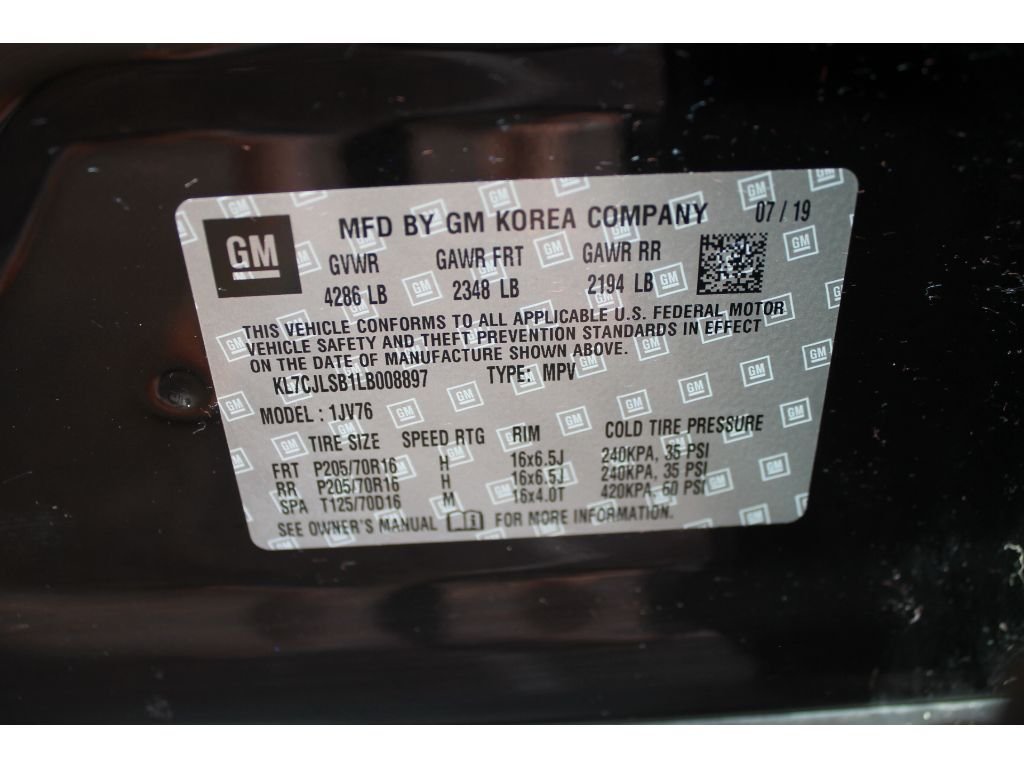 GM MFD BY GM KOREA COMPANY 07 / 19
GVWR GAWR FRT GAWR RR
4286 LB 2348 LB 2194 LB
THIS VEHICLE CONFORMS TO ALL APPLICABLE U.S. FEDERAL MOTOR
VEHICLE SAFETY AND THEFT PREVENTION STANDARDS IN EFFECT
ON THE DATE OF MANUFACTURE SHOWN ABOVE.
KL7CJLSB1LB008897 TYPE: MPV
MODEL : 1JV76
TIRE SIZE SPEED RTG RIM COLD TIRE PRESSURE
FRT P205/70R16 H 16x6.5J 240KPA, 35 PSI
RR P205/70R16 H 16x6.5J 240KPA, 35 PSI
SPA T125/70D16 M 16x4.0T 420KPA, 60 PSI
SEE OWNER'S MANUAL FOR MORE INFORMATION.